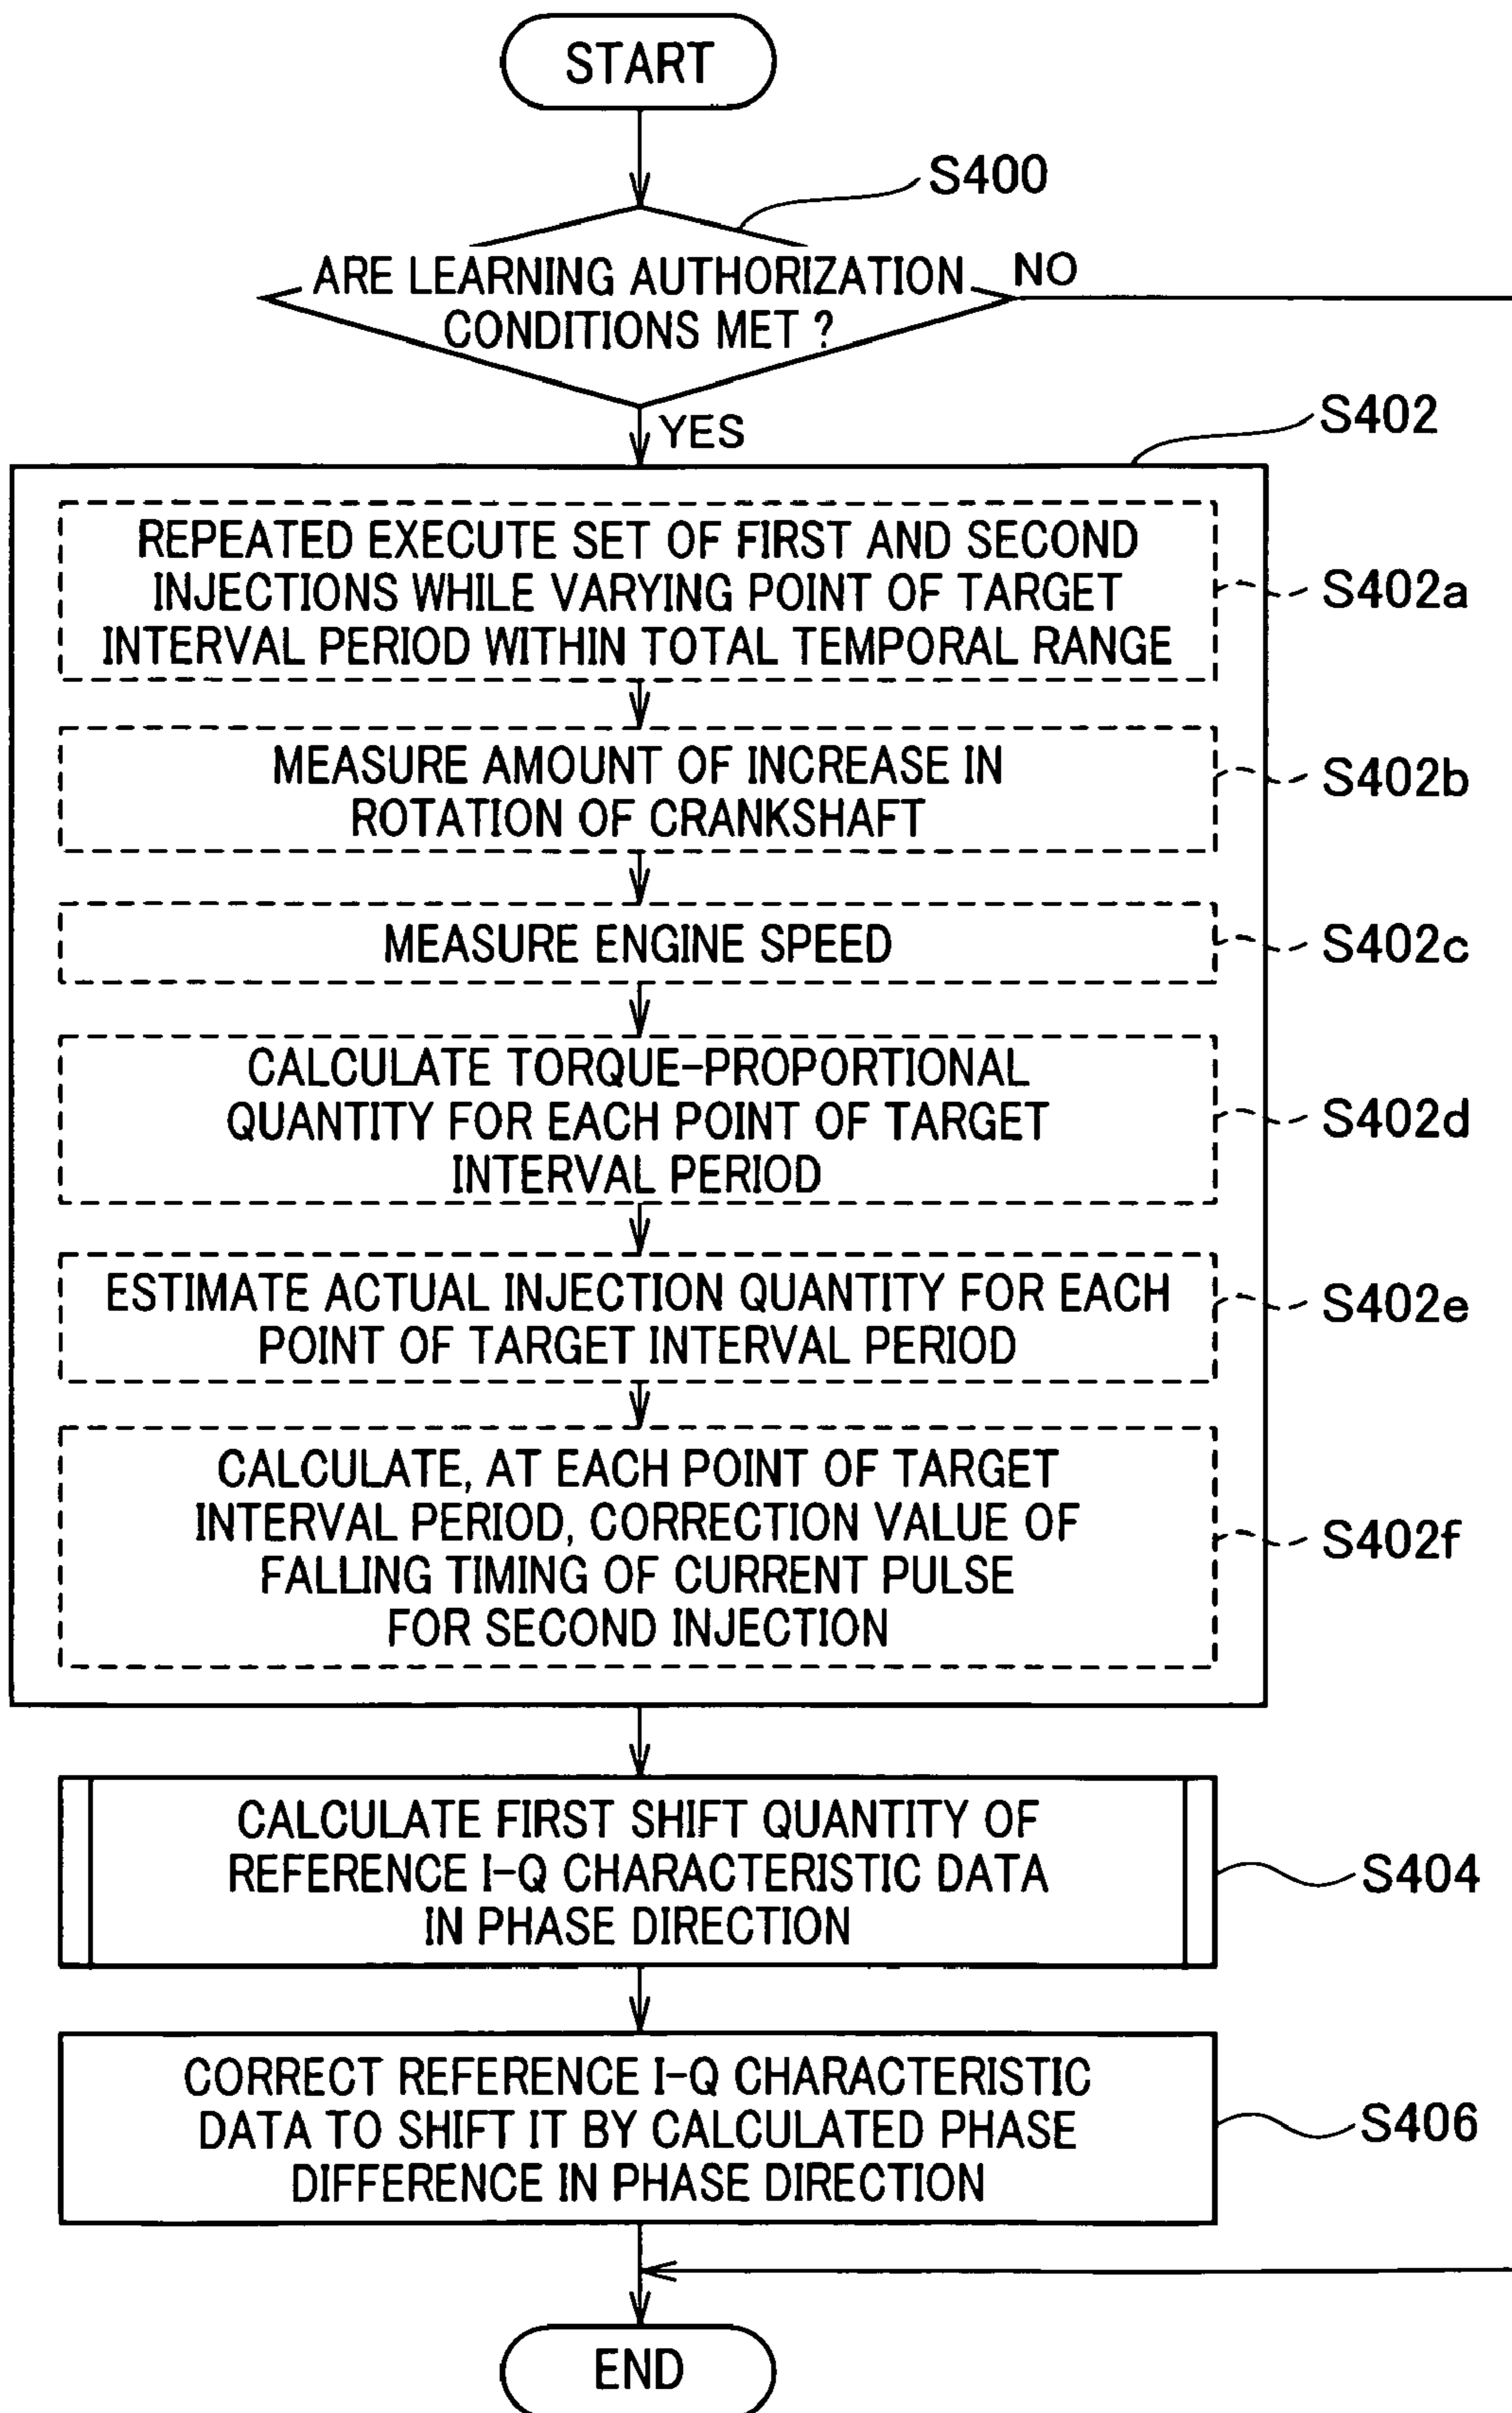 START
S400
ARE LEARNING AUTHORIZATION
CONDITIONS MET ?
NO
YES
S402
REPEATED EXECUTE SET OF FIRST AND SECOND
INJECTIONS WHILE VARYING POINT OF TARGET
INTERVAL PERIOD WITHIN TOTAL TEMPORAL RANGE
S402a
MEASURE AMOUNT OF INCREASE IN
ROTATION OF CRANKSHAFT
S402b
MEASURE ENGINE SPEED
S402c
CALCULATE TORQUE-PROPORTIONAL
QUANTITY FOR EACH POINT OF TARGET
INTERVAL PERIOD
S402d
ESTIMATE ACTUAL INJECTION QUANTITY FOR EACH
POINT OF TARGET INTERVAL PERIOD
S402e
CALCULATE, AT EACH POINT OF TARGET
INTERVAL PERIOD, CORRECTION VALUE OF
FALLING TIMING OF CURRENT PULSE
FOR SECOND INJECTION
S402f
CALCULATE FIRST SHIFT QUANTITY OF
REFERENCE I-Q CHARACTERISTIC DATA
IN PHASE DIRECTION
S404
CORRECT REFERENCE I-Q CHARACTERISTIC
DATA TO SHIFT IT BY CALCULATED PHASE
DIFFERENCE IN PHASE DIRECTION
S406
END